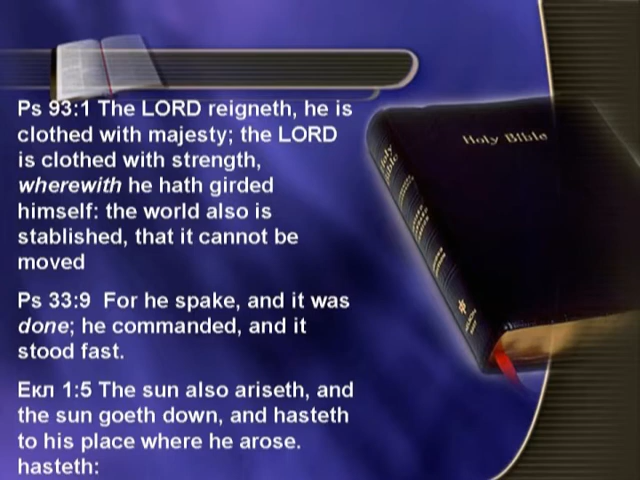 Ps 93:1 The LORD reigneth, he is
clothed with majesty; the LORD
is clothed with strength,
wherewith he hath girded
himself: the world also is
stablished, that it cannot be
moved
Ps 33:9 For he spake, and it was
done; he commanded, and it
stood fast.
Екл 1:5 The sun also ariseth, and
the sun goeth down, and hasteth
to his place where he arose.
hasteth:
Holy Bible
Holy
Bible